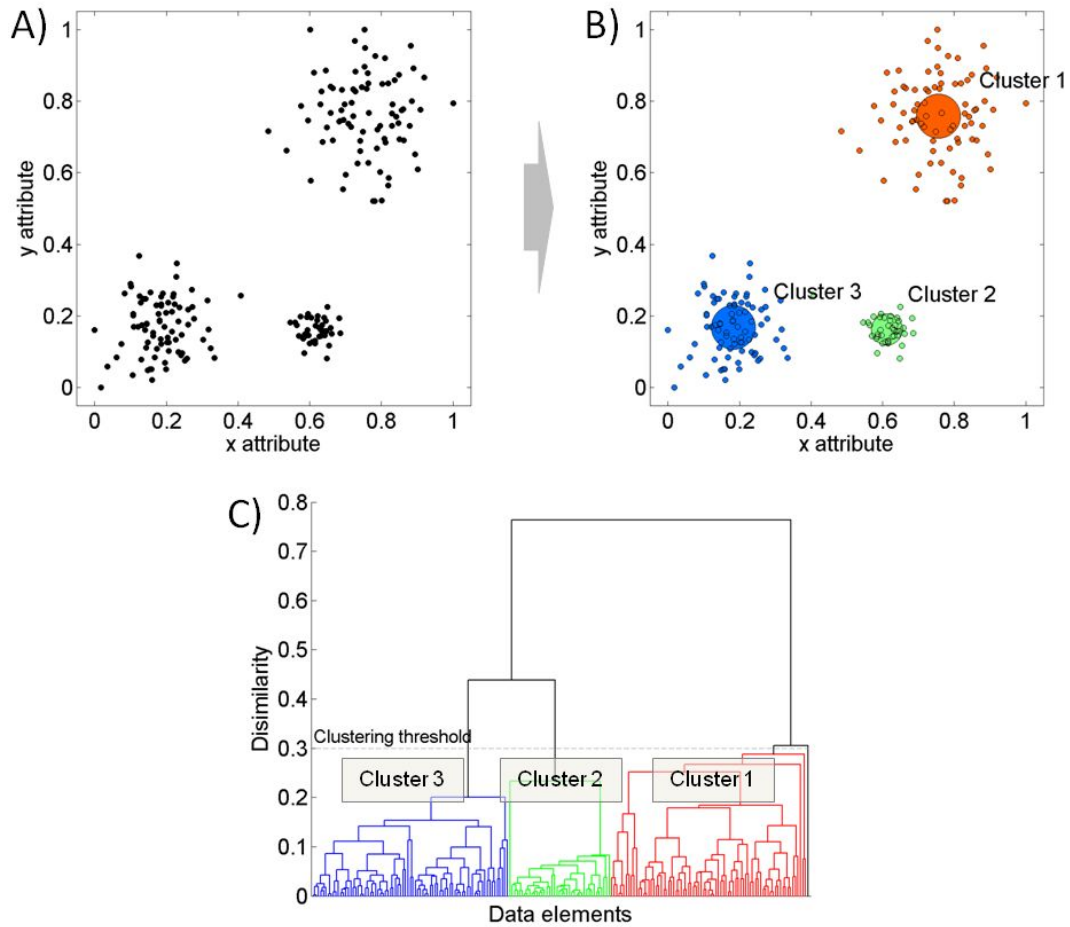 A)
1
0.8
0.6
0.4
0.2
0
y attribute
0 0.2 0.4 0.6 0.8 1
x attribute
B)
1
0.8
0.6
0.4
0.2
0
y attribute
Cluster 1
Cluster 3
Cluster 2
0 0.2 0.4 0.6 0.8 1
x attribute
C)
0.8
0.7
0.6
0.5
0.4
0.3
0.2
0.1
0
Disimilarity
Clustering threshold
Cluster 3
Cluster 2
Cluster 1
Data elements